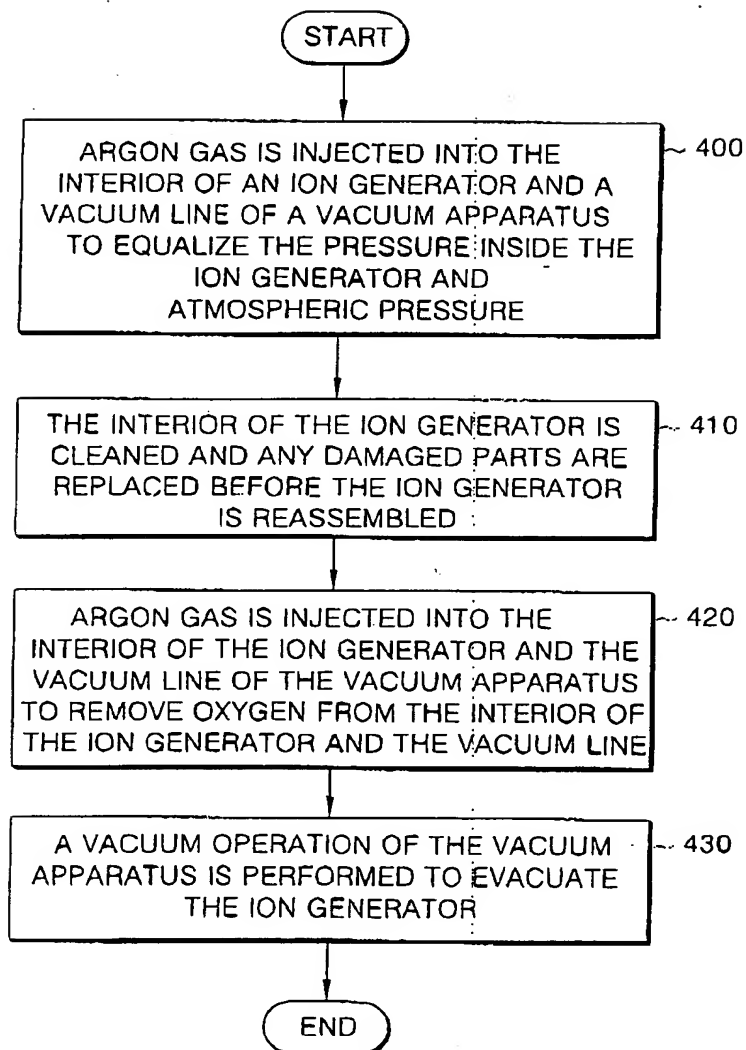 START
ARGON GAS IS INJECTED INTO THE
INTERIOR OF AN ION GENERATOR AND A
VACUUM LINE OF A VACUUM APPARATUS
TO EQUALIZE THE PRESSURE INSIDE THE
ION GENERATOR AND
ATMOSPHERIC PRESSURE
400
THE INTERIOR OF THE ION GENERATOR IS
CLEANED AND ANY DAMAGED PARTS ARE
REPLACED BEFORE THE ION GENERATOR
IS REASSEMBLED
410
ARGON GAS IS INJECTED INTO THE
INTERIOR OF THE ION GENERATOR AND THE
VACUUM LINE OF THE VACUUM APPARATUS
TO REMOVE OXYGEN FROM THE INTERIOR OF
THE ION GENERATOR AND THE VACUUM LINE
420
A VACUUM OPERATION OF THE VACUUM
APPARATUS IS PERFORMED TO EVACUATE
THE ION GENERATOR
430
END